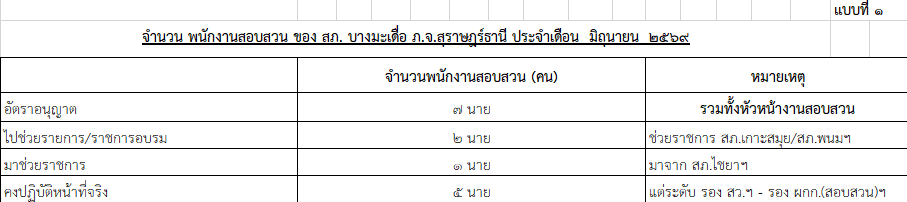 แบบที่ ๑
จำนวน พนักงานสอบสวน ของ สภ. บางมะเดื่อ ภ.จ.สุราษฎร์ธานี ประจำเดือน มิถุนายน ๒๕๖๙
จำนวนพนักงานสอบสวน (คน) หมายเหตุ
อัตราอนุญาต ๗ นาย รวมทั้งหัวหน้างานสอบสวน
ไปช่วยรายการ/ราชการอบรม ๒ นาย ช่วยราชการ สภ.เกาะสมุย/สภ.พนมฯ
มาช่วยราชการ ๑ นาย มาจาก สภ.ไชยาฯ
คงปฏิบัติหน้าที่จริง ๕ นาย แต่ระดับ รอง สว.ฯ - รอง ผกก.(สอบสวน)ฯ